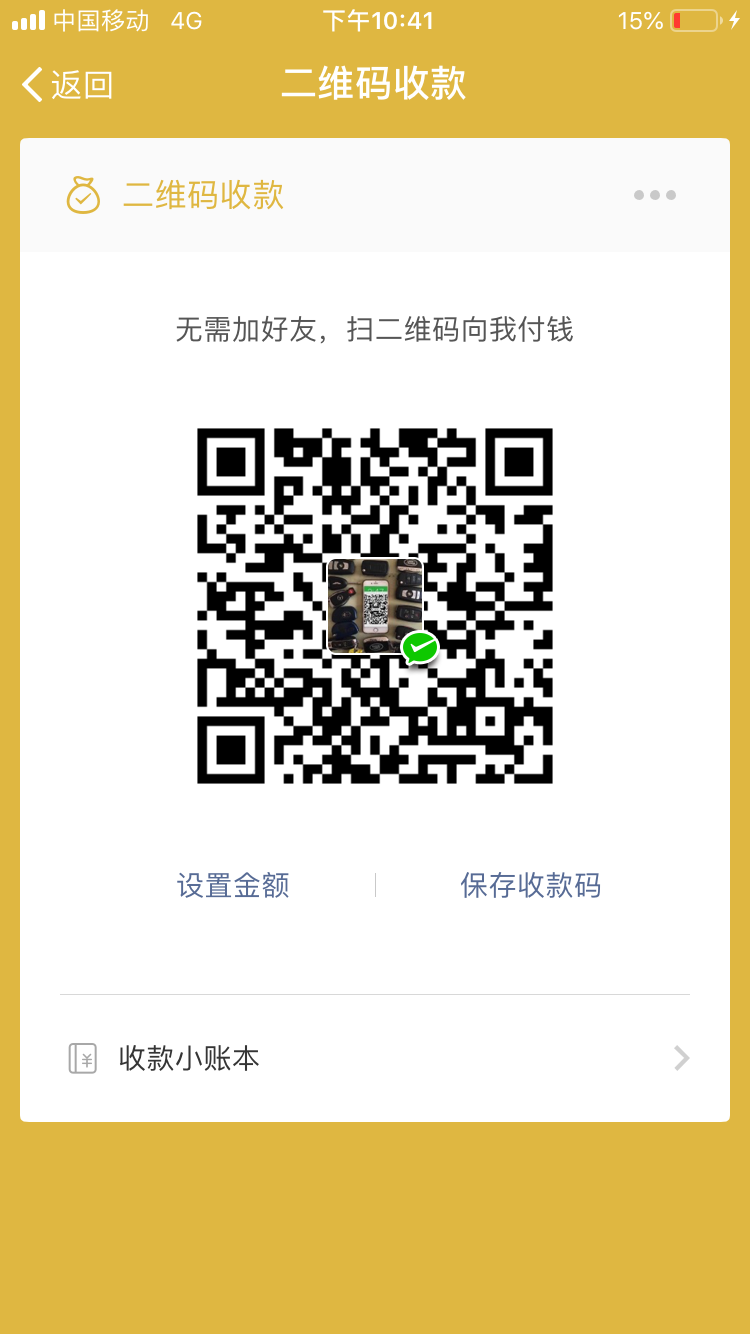 中国移动 4G 下午10:41 15%
返回 二维码收款
二维码收款
无需加好友，扫二维码向我付钱
设置金额 保存收款码
¥ 收款小账本